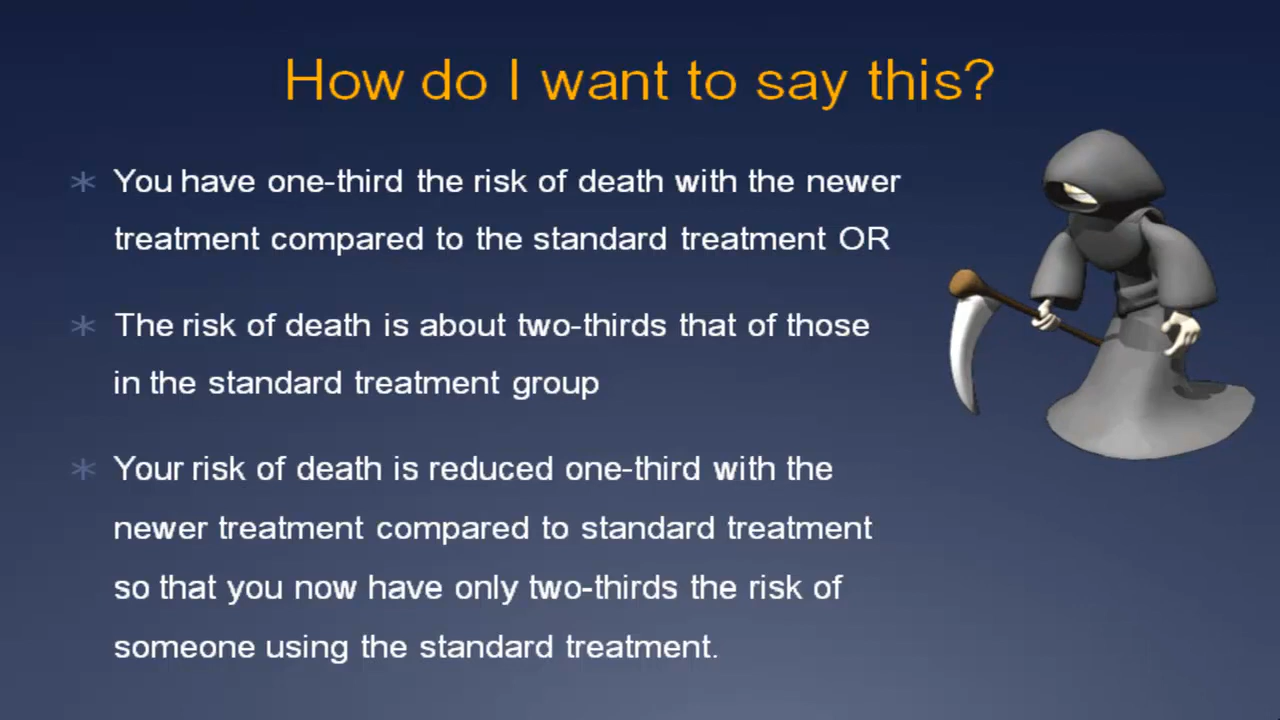 How do I want to say this?
You have one-third the risk of death with the newer
treatment compared to the standard treatment OR
The risk of death is about two-thirds that of those
in the standard treatment group
Your risk of death is reduced one-third with the
newer treatment compared to standard treatment
so that you now have only two-thirds the risk of
someone using the standard treatment.